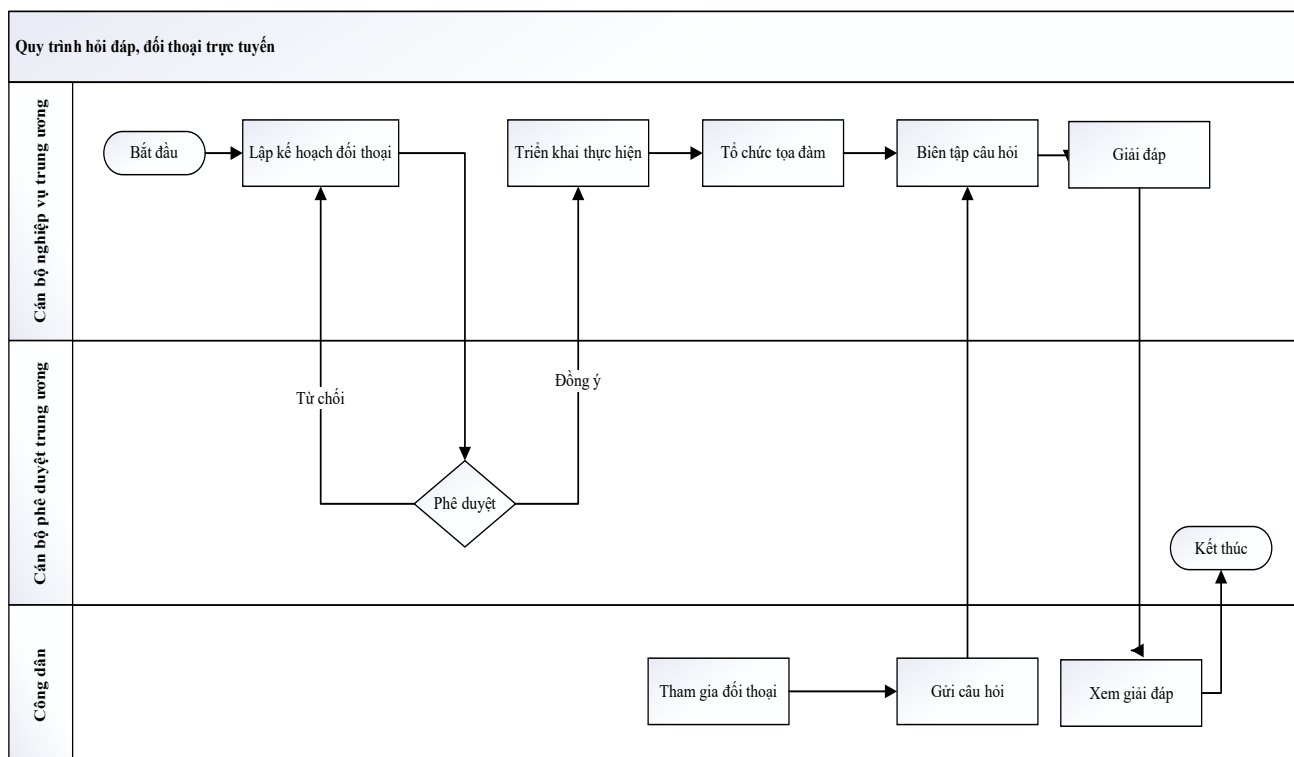 Quy trình hỏi đáp, đối thoại trực tuyến
Cán bộ nghiệp vụ trung ương
Bắt đầu
Lập kế hoạch đối thoại
Triển khai thực hiện
Tổ chức tọa đàm
Biên tập câu hỏi
Giải đáp
Cán bộ phê duyệt trung ương
Từ chối
Đồng ý
Phê duyệt
Kết thúc
Công dân
Tham gia đối thoại
Gửi câu hỏi
Xem giải đáp